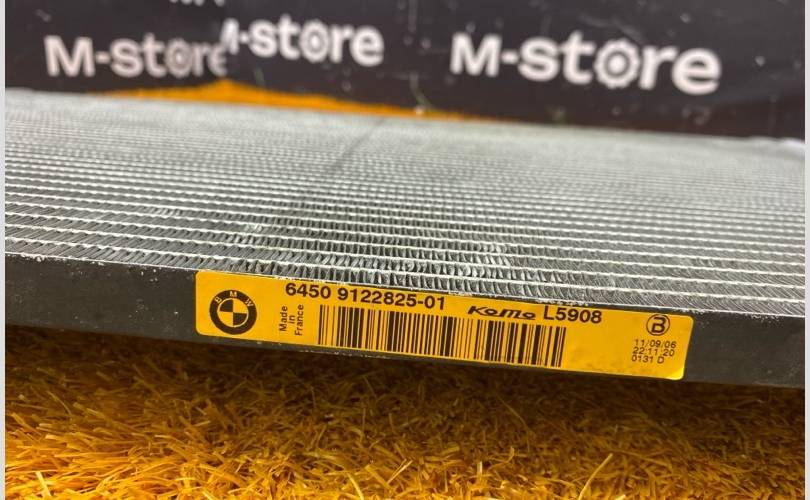 M-store
M-store
M-store
BMW
Made
in
France
6450 9122825-01 KoMo L5908
B
11/09/06
22:11:20
0131 D